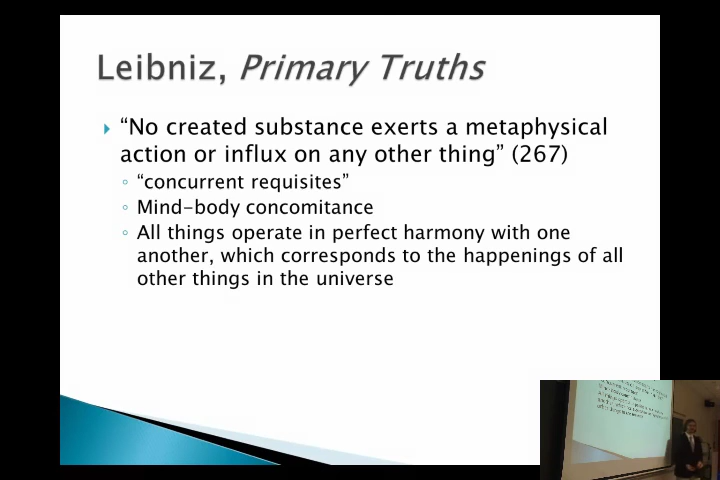 Leibniz, Primary Truths
“No created substance exerts a metaphysical
action or influx on any other thing” (267)
“concurrent requisites”
Mind-body concomitance
All things operate in perfect harmony with one
another, which corresponds to the happenings of all
other things in the universe